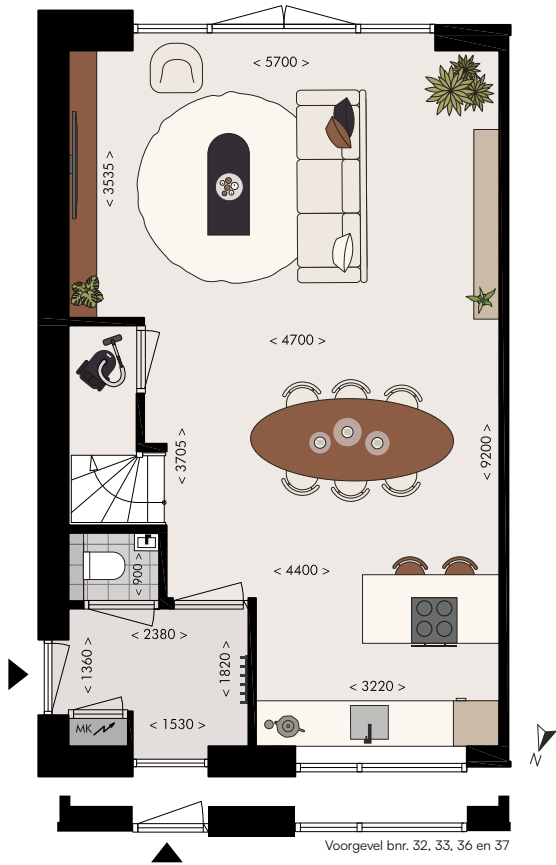 < 5700 >
< 3535 >
< 4700 >
< 3705 >
< 9200 >
< 900 >
< 4400 >
< 2380 >
< 1360 >
< 1820 >
< 3220 >
MK
< 1530 >
N
Voorgevel bnr. 32, 33, 36 en 37